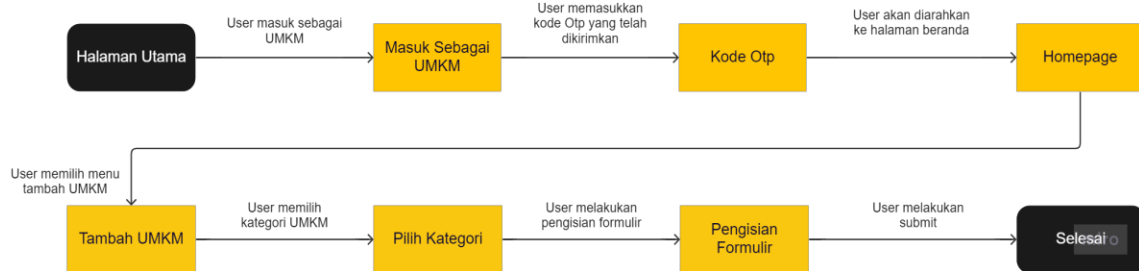 User masuk sebagai
UMKM
User memasukkan
kode Otp yang telah
dikirimkan
User akan diarahkan
ke halaman beranda
Halaman Utama
Masuk Sebagai
UMKM
Kode Otp
Homepage
User memilih menu
tambah UMKM
User memilih
kategori UMKM
User melakukan
pengisian formulir
User melakukan
submit
Tambah UMKM
Pilih Kategori
Pengisian
Formulir
Selesai